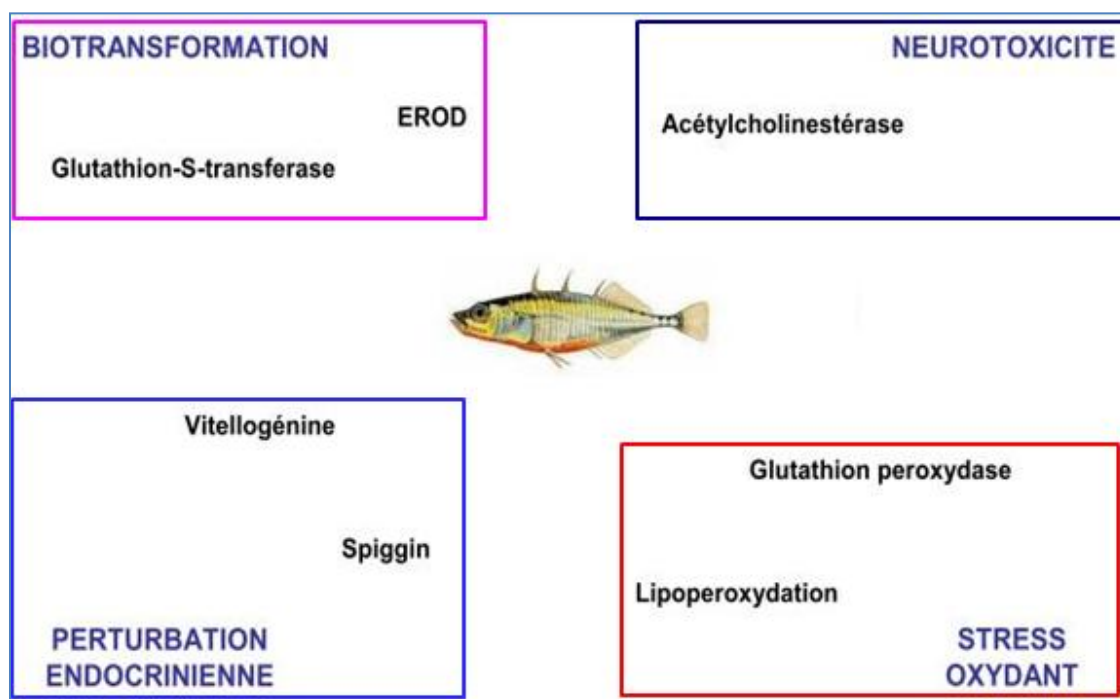 BIOTRANSFORMATION
EROD
Glutathion-S-transferase
NEUROTOXICITE
Acétylcholinestérase
Vitellogénine
Spiggin
PERTURBATION
ENDOCRINIENNE
Glutathion peroxydase
Lipoperoxydation
STRESS
OXYDANT